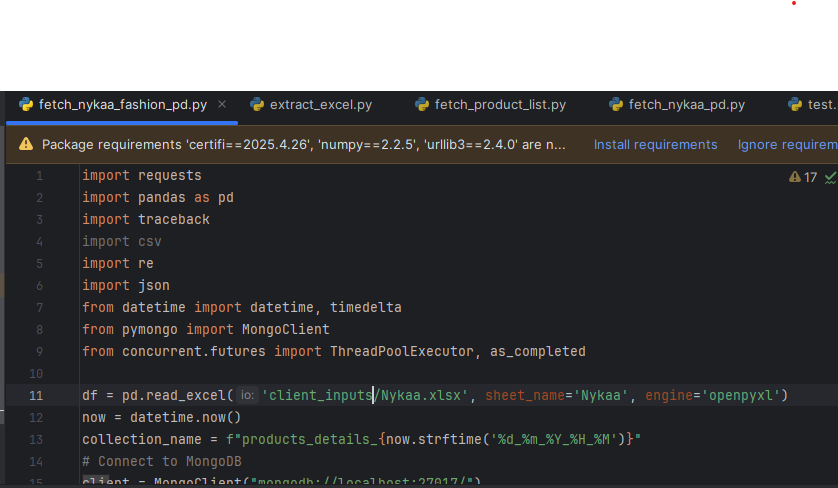 fetch_nykaa_fashion_pd.py × extract_excel.py fetch_product_list.py fetch_nykaa_pd.py test.
Package requirements 'certifi==2025.4.26', 'numpy==2.2.5', 'urllib3==2.4.0' are n... Install requirements Ignore requirem
1 import requests 17
2 import pandas as pd
3 import traceback
4 import csv
5 import re
6 import json
7 from datetime import datetime, timedelta
8 from pymongo import MongoClient
9 from concurrent.futures import ThreadPoolExecutor, as_completed
10
11 df = pd.read_excel( io: 'client_inputs/Nykaa.xlsx', sheet_name='Nykaa', engine='openpyxl')
12 now = datetime.now()
13 collection_name = f"products_details_{now.strftime('%d_%m_%Y_%H_%M')}"
14 # Connect to MongoDB
15 client = MongoClient("mongodb://localhost:27017/")